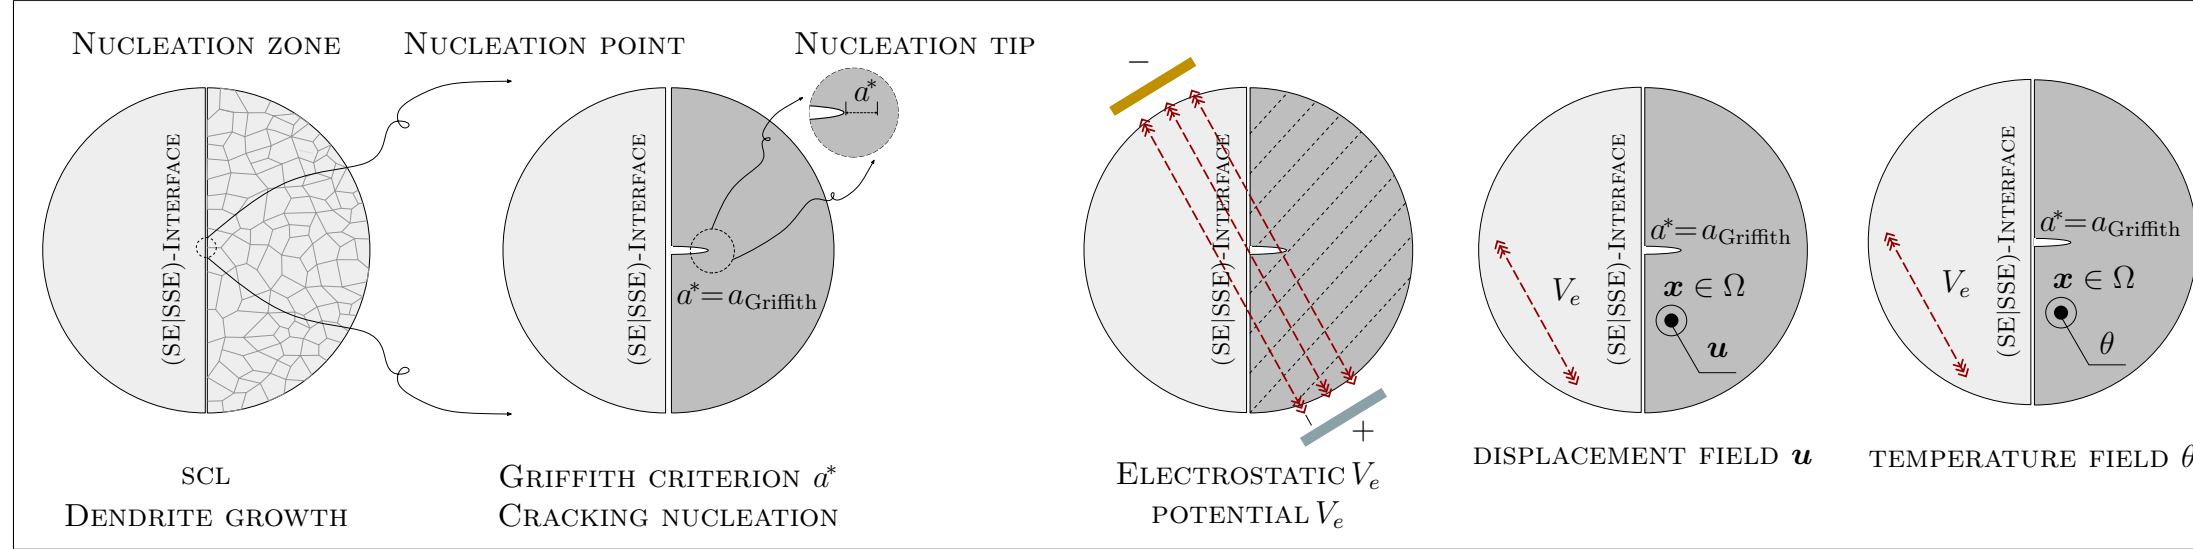 NUCLEATION ZONE
NUCLEATION POINT
NUCLEATION TIP
(SE|SSE)-INTERFACE
SCL
DENDRITE GROWTH
(SE|SSE)-INTERFACE
a*
a*=aGriffith
GRIFFITH CRITERION a*
CRACKING NUCLEATION
−
(SE|SSE)-INTERFACE
+
ELECTROSTATIC Ve
POTENTIAL Ve
(SE|SSE)-INTERFACE
a*=aGriffith
Ve
x ∈ Ω
u
DISPLACEMENT FIELD u
(SE|SSE)-INTERFACE
a*=aGriffith
Ve
x ∈ Ω
θ
TEMPERATURE FIELD θ